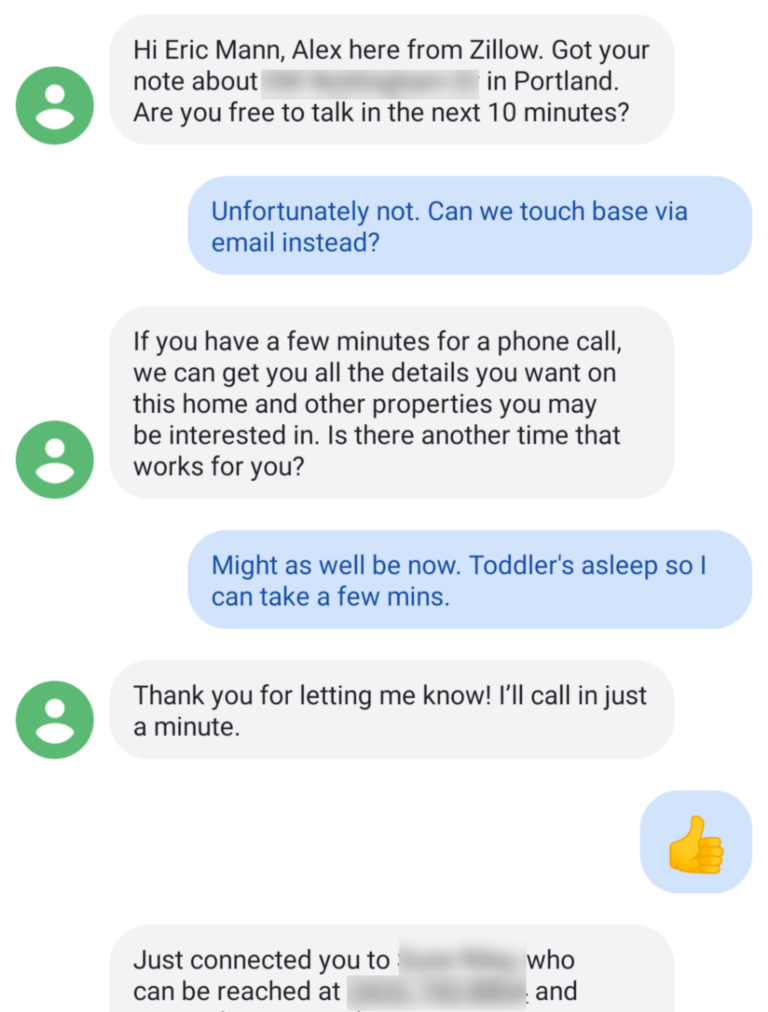 Hi Eric Mann, Alex here from Zillow. Got your
note about in Portland.
Are you free to talk in the next 10 minutes?
Unfortunately not. Can we touch base via
email instead?
If you have a few minutes for a phone call,
we can get you all the details you want on
this home and other properties you may
be interested in. Is there another time that
works for you?
Might as well be now. Toddler's asleep so I
can take a few mins.
Thank you for letting me know! I’ll call in just
a minute.
👍
Just connected you to who
can be reached at and